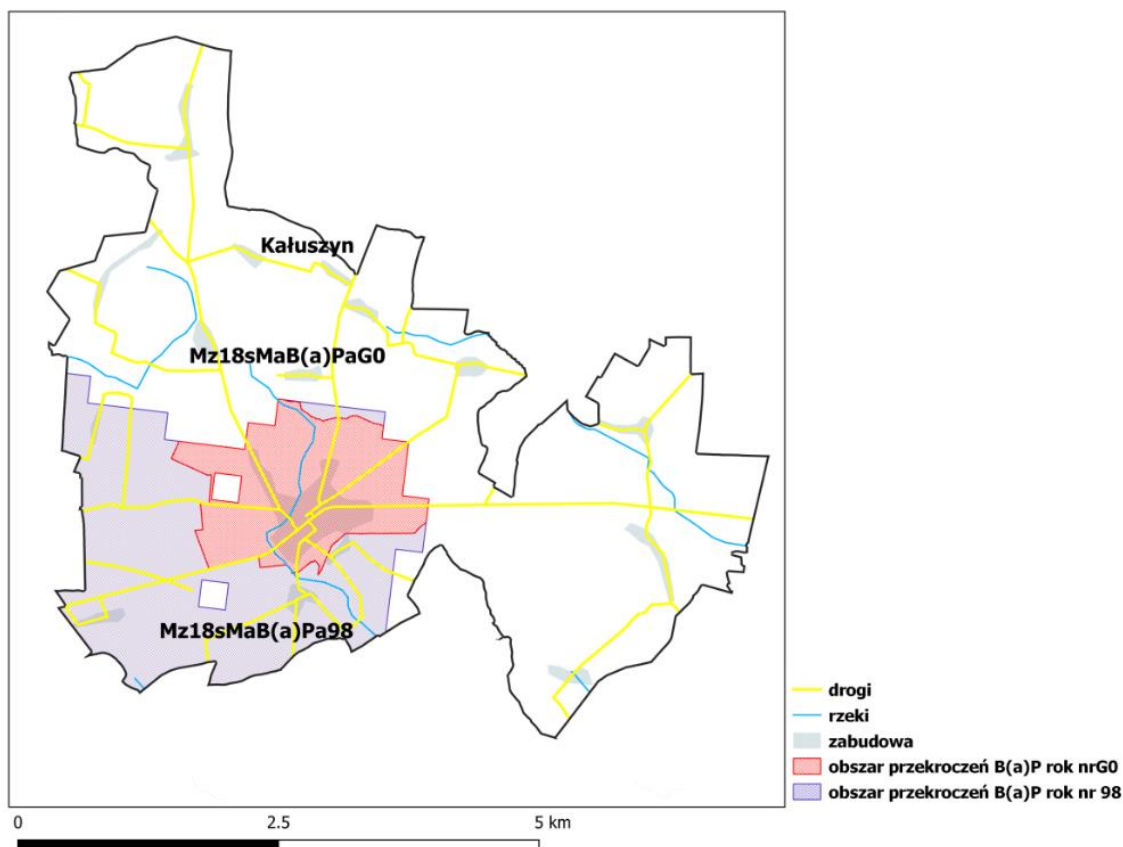 Kałuszyn
Mz18sMaB(a)PaG0
Mz18sMaB(a)Pa98
drogi
rzeki
zabudowa
obszar przekroczeń B(a)P rok nrG0
obszar przekroczeń B(a)P rok nr 98
0 2.5 5 km